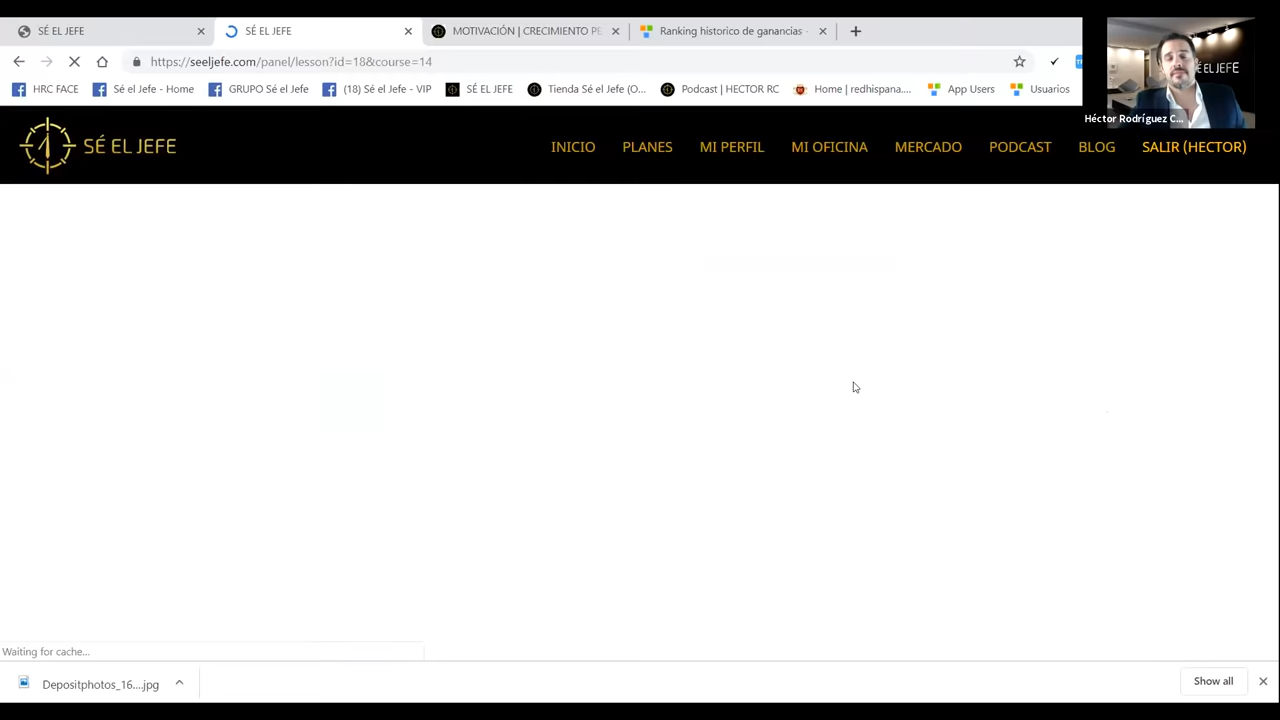 SÉ EL JEFE
SÉ EL JEFE
MOTIVACIÓN | CRECIMIENTO PE
Ranking historico de ganancias -
https://seeljefe.com/panel/lesson?id=18&course=14
HRC FACE
Sé el Jefe - Home
GRUPO Sé el Jefe
(18) Sé el Jefe - VIP
SÉ EL JEFE
Tienda Sé el Jefe (O...
Podcast | HECTOR RC
Home | redhispana....
App Users
Usuarios
SÉ EL JEFE
Héctor Rodríguez C...
SÉ EL JEFE
INICIO
PLANES
MI PERFIL
MI OFICINA
MERCADO
PODCAST
BLOG
SALIR (HECTOR)
Waiting for cache...
Depositphotos_16....jpg
Show all